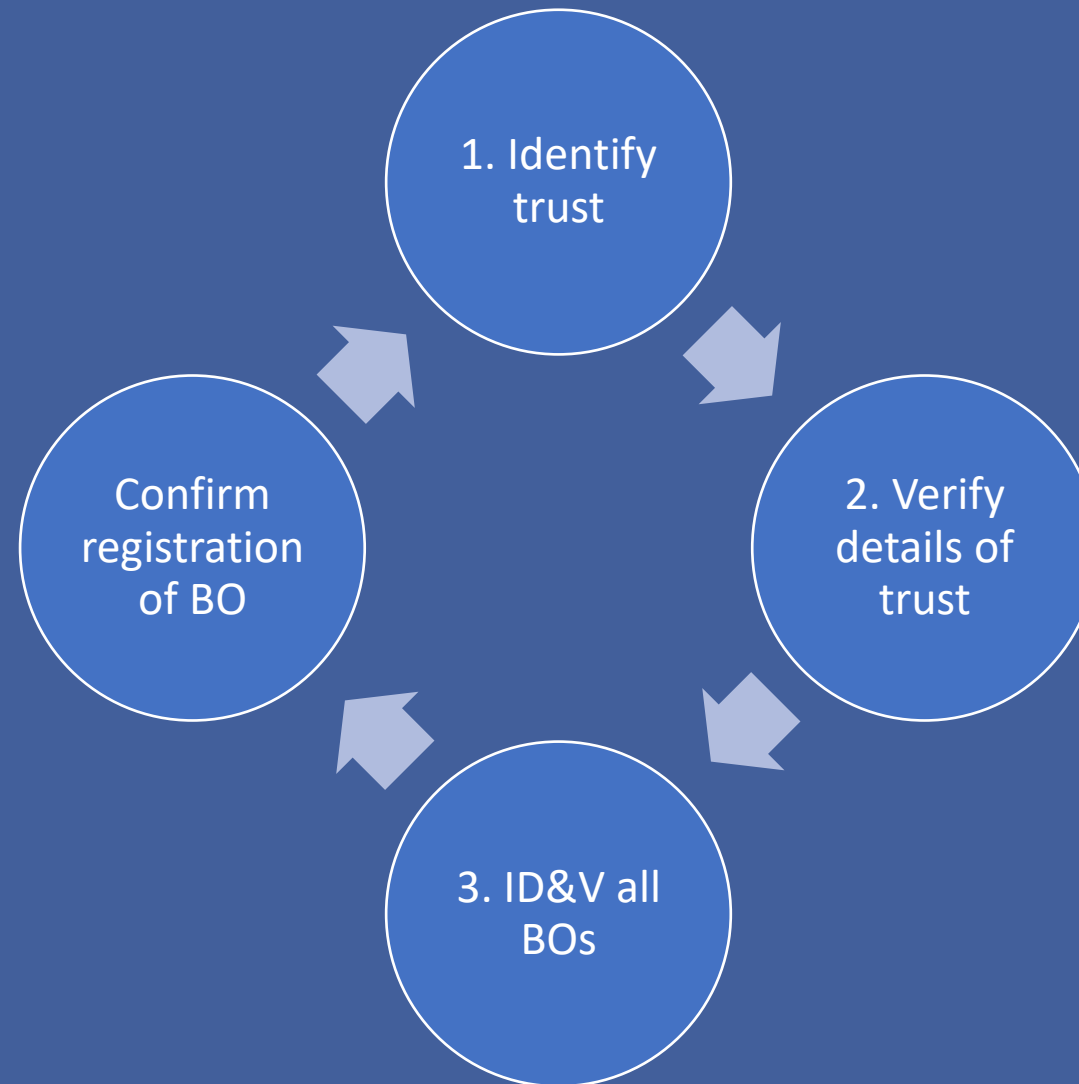 1. Identify
trust
2. Verify
details of
trust
3. ID&V all
BOs
Confirm
registration
of BO